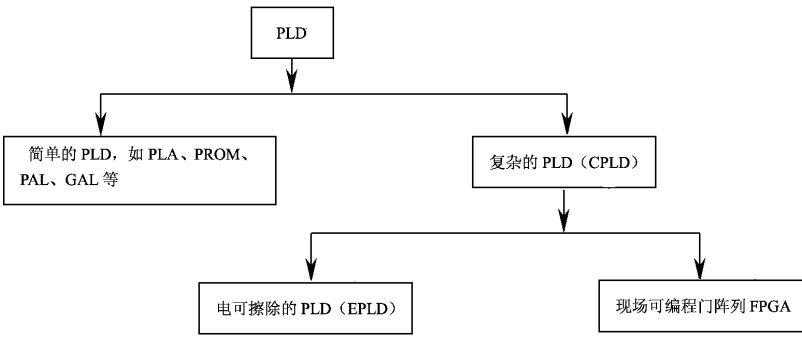 PLD
简单的 PLD，如 PLA、PROM、
PAL、GAL 等
复杂的 PLD（CPLD）
电可擦除的 PLD（EPLD）
现场可编程门阵列 FPGA